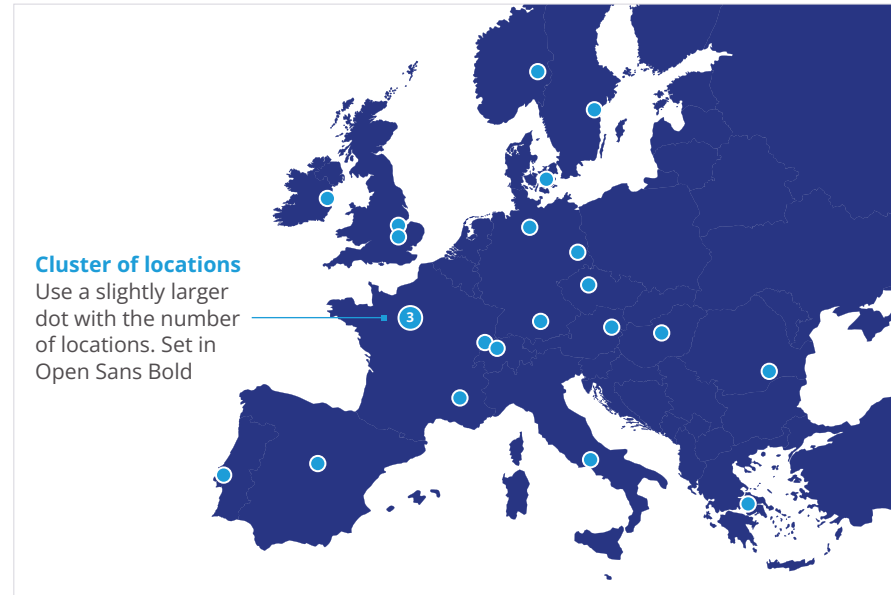 Cluster of locations
Use a slightly larger
dot with the number
of locations. Set in
Open Sans Bold
3